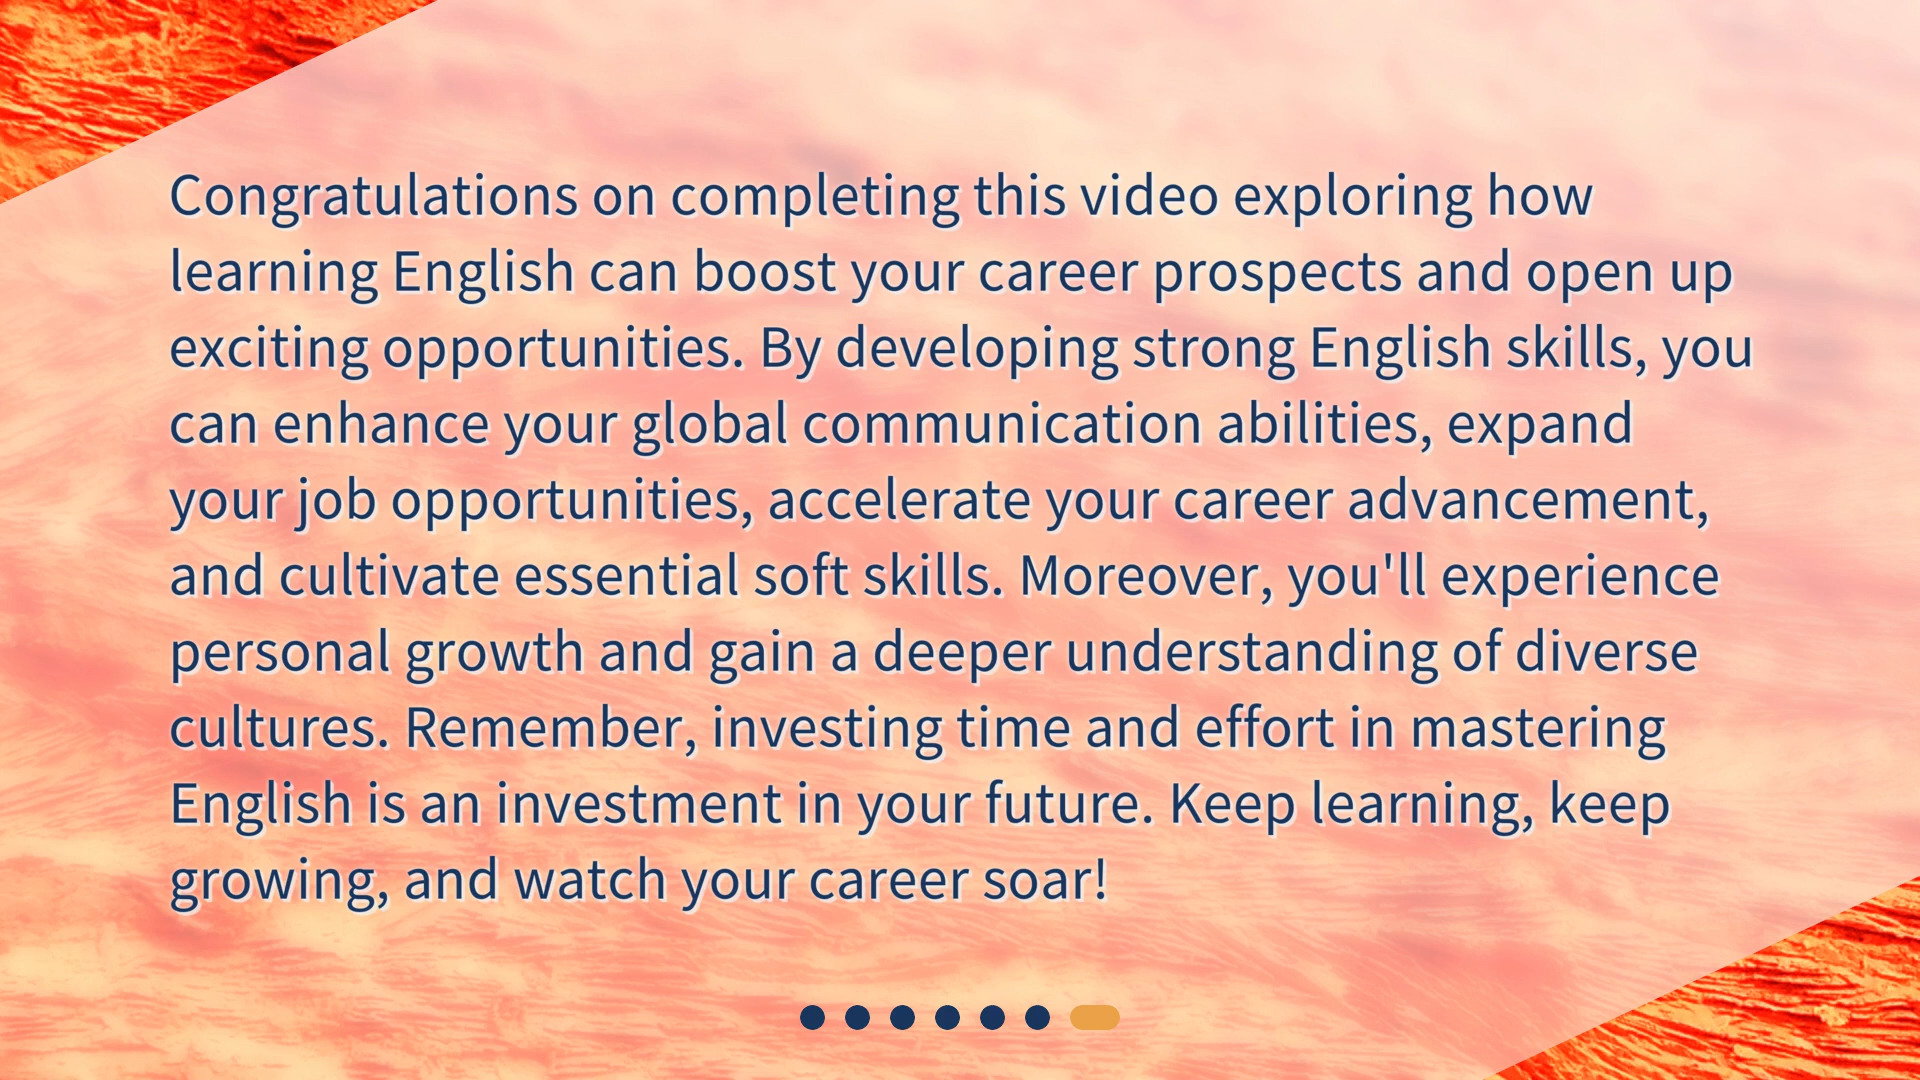 Congratulations on completing this video exploring how
learning English can boost your career prospects and open up
exciting opportunities. By developing strong English skills, you
can enhance your global communication abilities, expand
your job opportunities, accelerate your career advancement,
and cultivate essential soft skills. Moreover, you'll experience
personal growth and gain a deeper understanding of diverse
cultures. Remember, investing time and effort in mastering
English is an investment in your future. Keep learning, keep
growing, and watch your career soar!